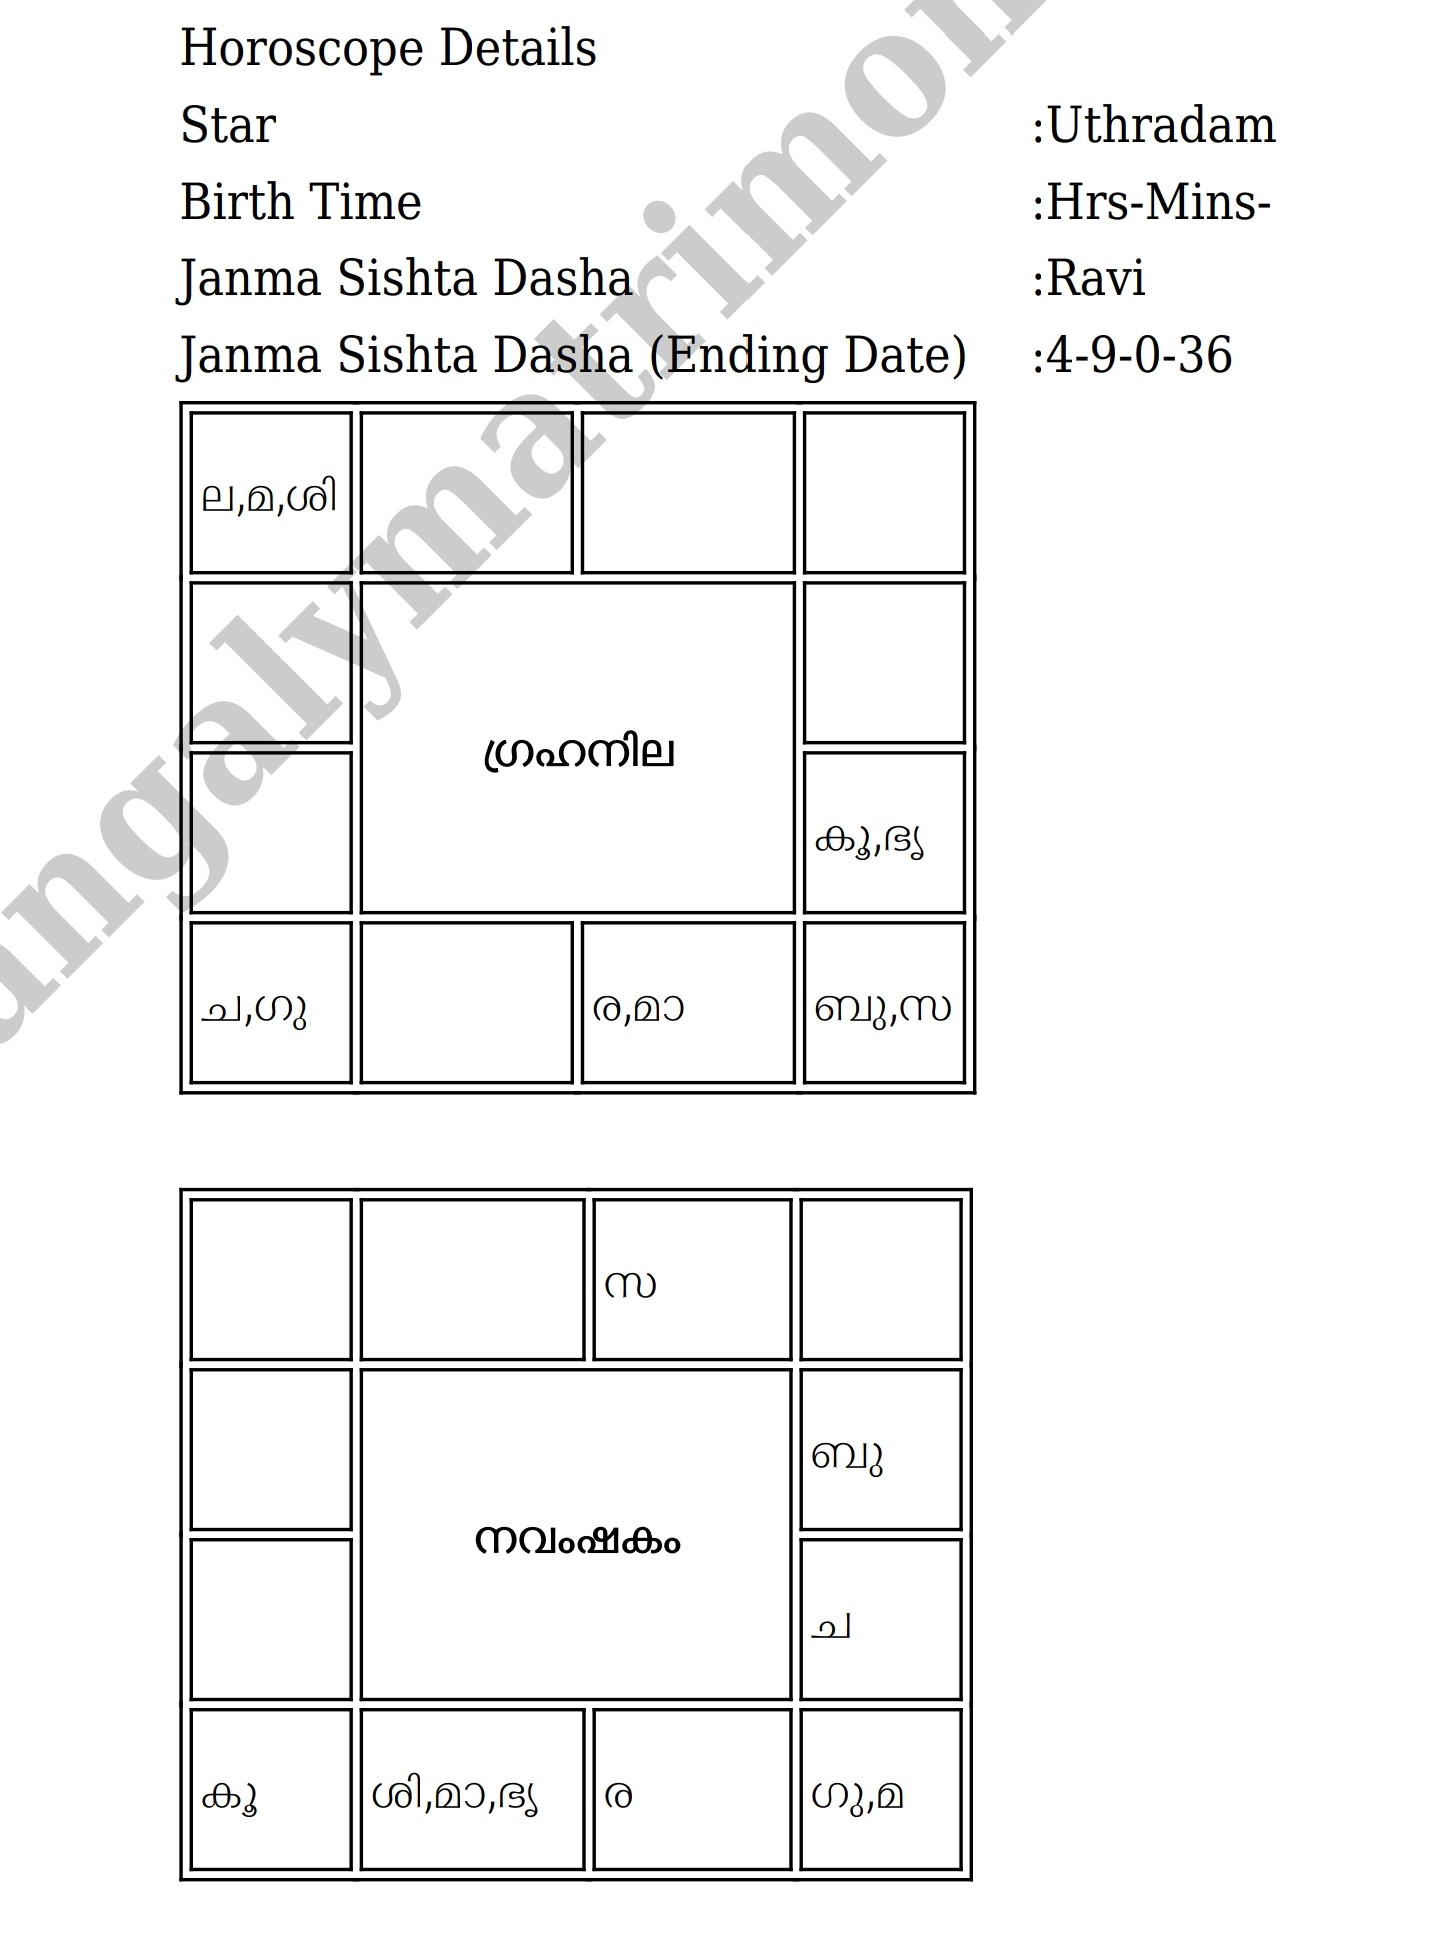 Horoscope Details
Star :Uthradam
Birth Time :Hrs-Mins-
Janma Sishta Dasha :Ravi
Janma Sishta Dasha (Ending Date) :4-9-0-36
ല,മ,ശി
ഗ്രഹനില
കു,ഭൃ
ച,ഗു
ര,മാ
ബു,സ
സ
ബു
നവംഷകം
ച
കു
ശി,മാ,ഭൃ
ര
ഗു,മ
angalymatrimon